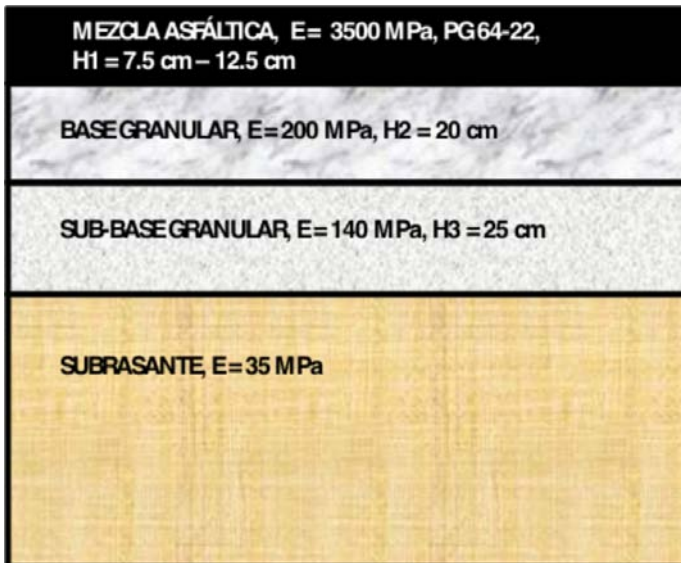 MEZCLA ASFÁLTICA, E= 3500 MPa, PG64-22,
H1 = 7.5 cm – 12.5 cm
BASE GRANULAR, E= 200 MPa, H2 = 20 cm
SUB-BASE GRANULAR, E= 140 MPa, H3 = 25 cm
SUBRASANTE, E= 35 MPa